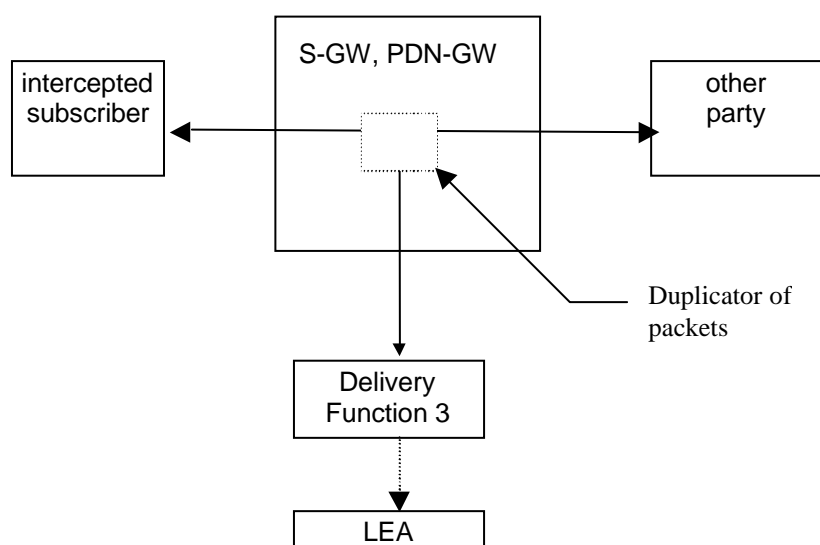 S-GW, PDN-GW
intercepted
subscriber
other
party
Duplicator of
packets
Delivery
Function 3
LEA